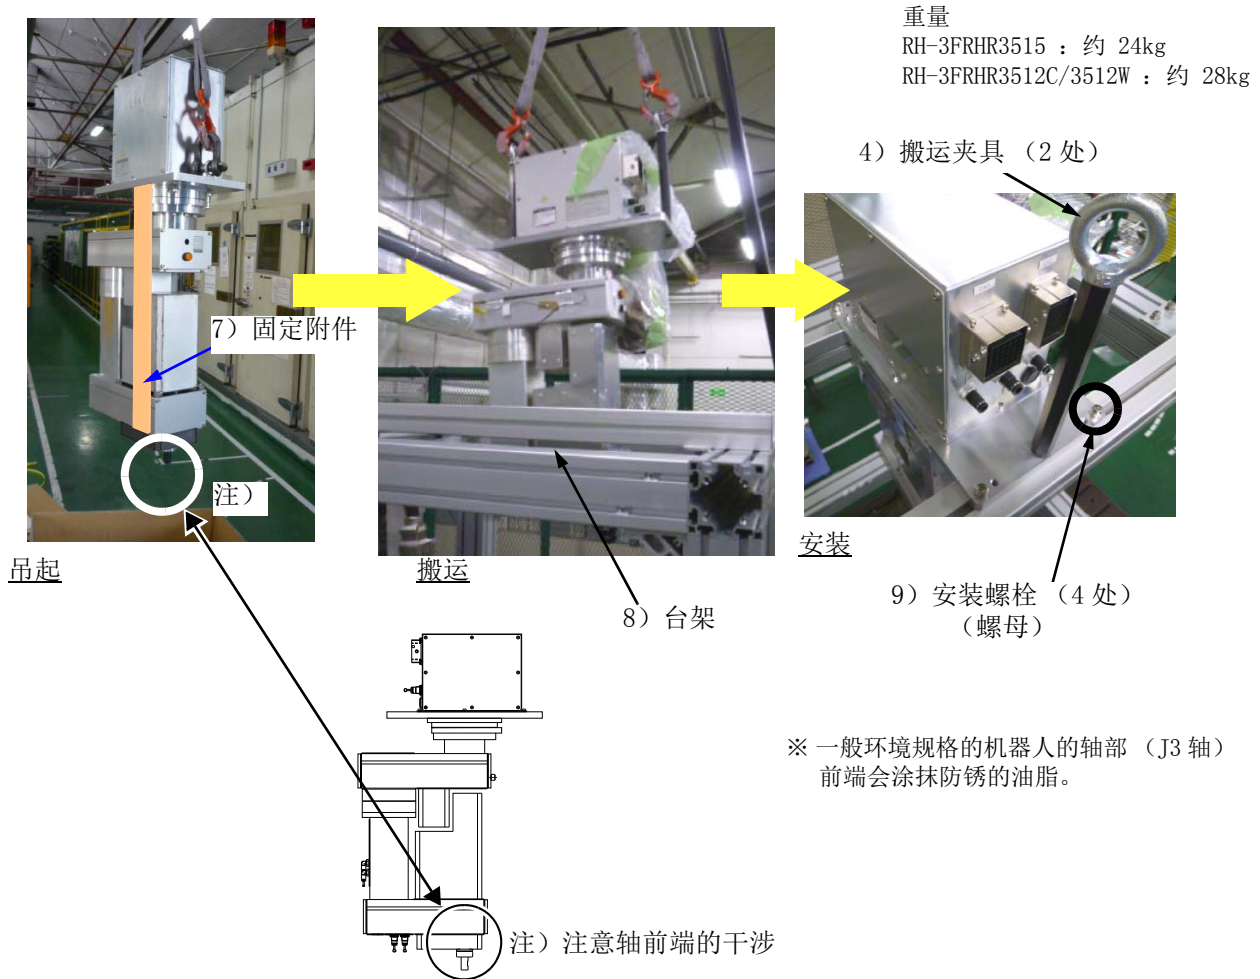 重量
RH-3FRHR3515 : 约 24kg
RH-3FRHR3512C/3512W : 约 28kg
4）搬运夹具 （2 处）
7）固定附件
注）
吊起
搬运
安装
8）台架
9）安装螺栓 （4 处）
（螺母）
※ 一般环境规格的机器人的轴部 （J3 轴）
前端会涂抹防锈的油脂。
注）注意轴前端的干涉